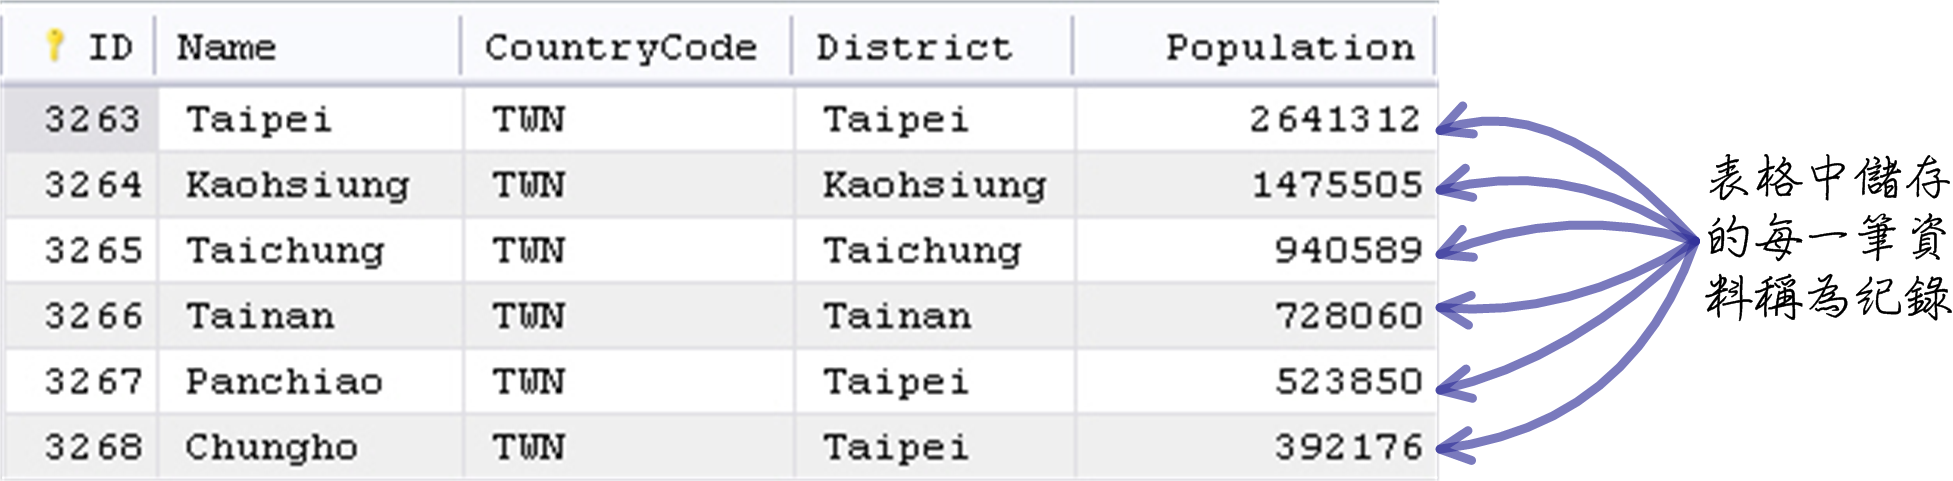 ID Name CountryCode District Population
3263 Taipei TWN Taipei 2641312
3264 Kaohsiung TWN Kaohsiung 1475505
3265 Taichung TWN Taichung 940589
3266 Tainan TWN Tainan 728060
3267 Panchiao TWN Taipei 523850
3268 Chungho TWN Taipei 392176
表格中儲存
的每一筆資
料稱為紀錄